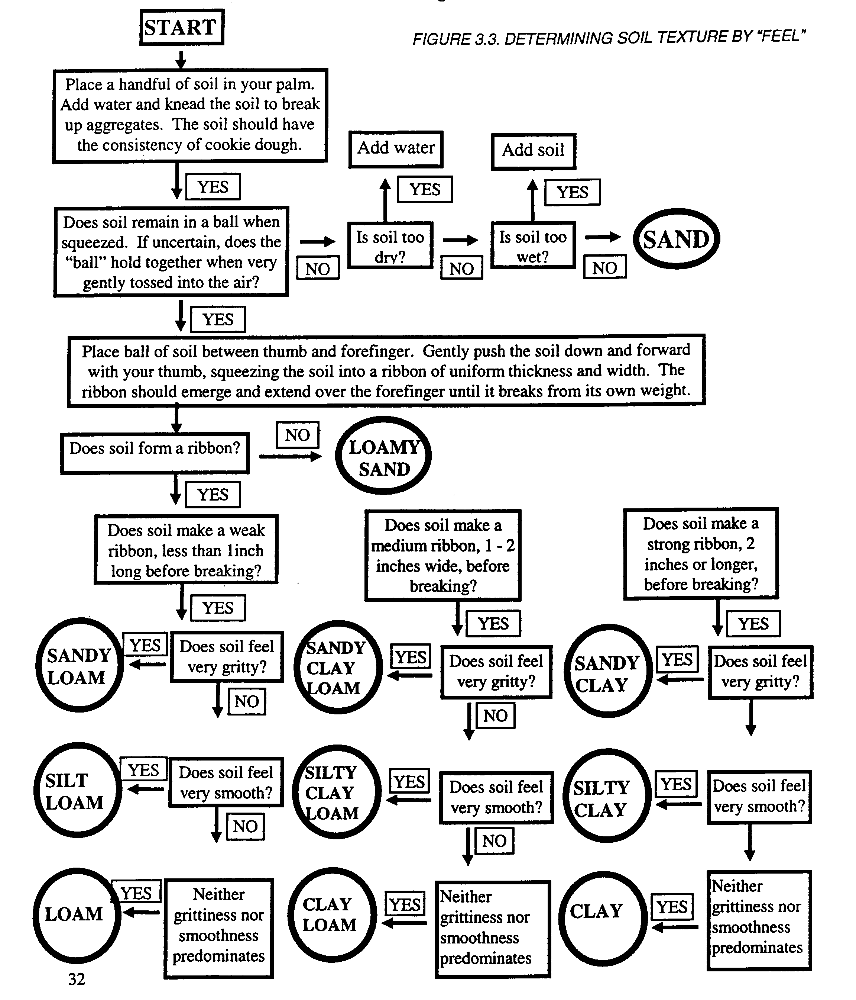 START
FIGURE 3.3. DETERMINING SOIL TEXTURE BY “FEEL”
Place a handful of soil in your palm.
Add water and knead the soil to break
up aggregates. The soil should have
the consistency of cookie dough.
Add water
Add soil
YES
YES
YES
Does soil remain in a ball when
squeezed. If uncertain, does the
“ball” hold together when very
gently tossed into the air?
NO
Is soil too
dry?
NO
Is soil too
wet?
NO
SAND
YES
Place ball of soil between thumb and forefinger. Gently push the soil down and forward
with your thumb, squeezing the soil into a ribbon of uniform thickness and width. The
ribbon should emerge and extend over the forefinger until it breaks from its own weight.
Does soil form a ribbon?
NO
LOAMY
SAND
YES
Does soil make a weak
ribbon, less than 1inch
long before breaking?
Does soil make a
medium ribbon, 1 - 2
inches wide, before
breaking?
Does soil make a
strong ribbon, 2
inches or longer,
before breaking?
YES
YES
YES
SANDY
LOAM
YES
Does soil feel
very gritty?
SANDY
CLAY
LOAM
YES
Does soil feel
very gritty?
SANDY
CLAY
YES
Does soil feel
very gritty?
NO
NO
SILT
LOAM
YES
Does soil feel
very smooth?
SILTY
CLAY
LOAM
YES
Does soil feel
very smooth?
SILTY
CLAY
YES
Does soil feel
very smooth?
NO
NO
LOAM
YES
Neither
grittiness nor
smoothness
predominates
CLAY
LOAM
YES
Neither
grittiness nor
smoothness
predominates
CLAY
YES
Neither
grittiness nor
smoothness
predominates
32